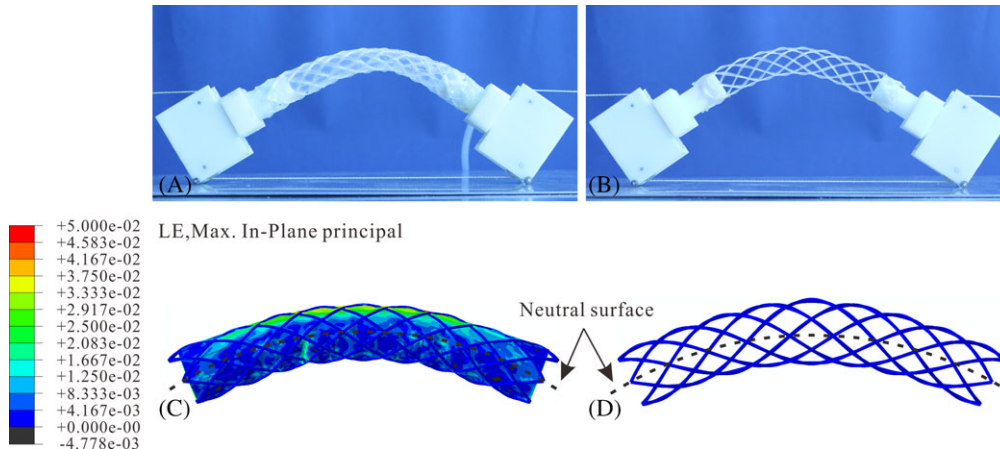 (A)
(B)
LE,Max. In-Plane principal
+5.000e-02
+4.583e-02
+4.167e-02
+3.750e-02
+3.333e-02
+2.917e-02
+2.500e-02
+2.083e-02
+1.667e-02
+1.250e-02
+8.333e-03
+4.167e-03
+0.000e-00
-4.778e-03
Neutral surface
(C)
(D)